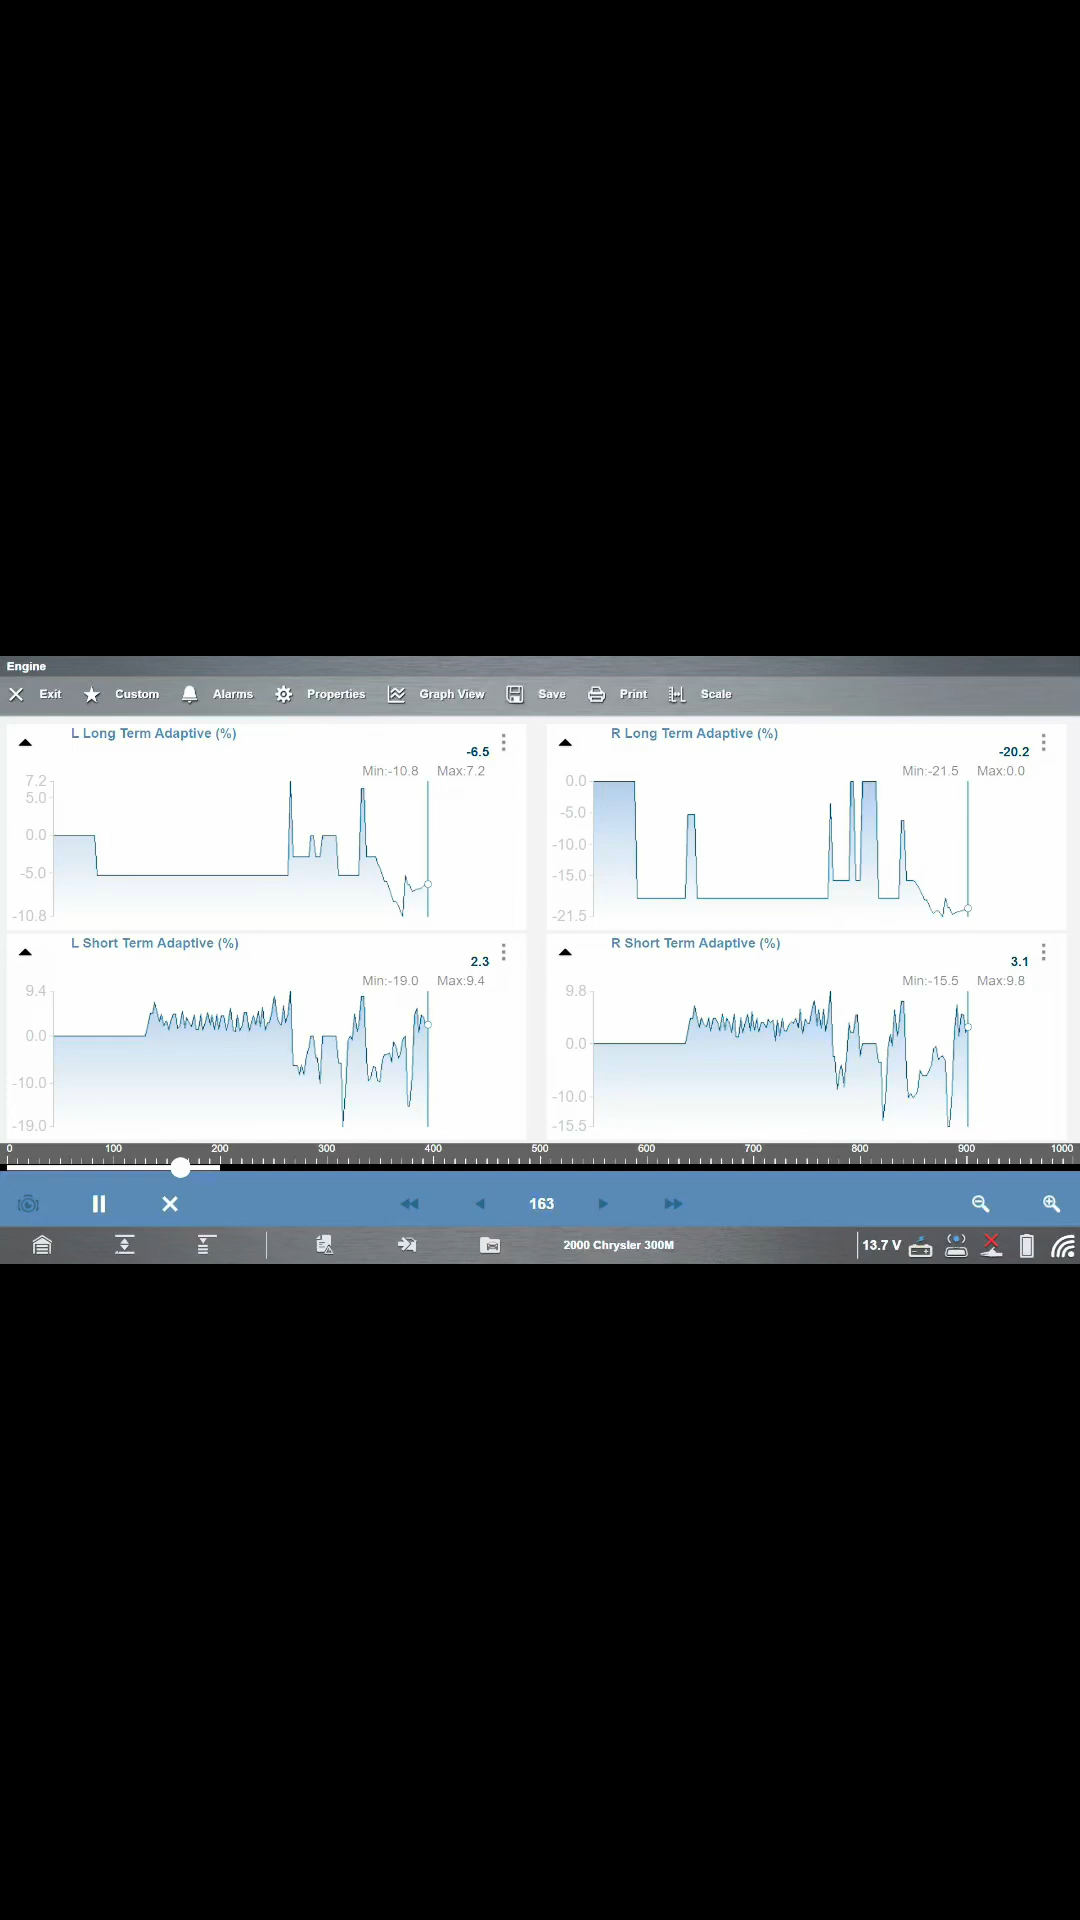 Engine
Exit Custom Alarms Properties Graph View Save Print Scale
L Long Term Adaptive (%)
-6.5
Min:-10.8 Max:7.2
7.2
5.0
0.0
-5.0
-10.8
R Long Term Adaptive (%)
-20.2
Min:-21.5 Max:0.0
0.0
-5.0
-10.0
-15.0
-21.5
L Short Term Adaptive (%)
2.3
Min:-19.0 Max:9.4
9.4
0.0
-10.0
-19.0
R Short Term Adaptive (%)
3.1
Min:-15.5 Max:9.8
9.8
0.0
-10.0
-15.5
0 100 200 300 400 500 600 700 800 900 1000
163
2000 Chrysler 300M
13.7 V